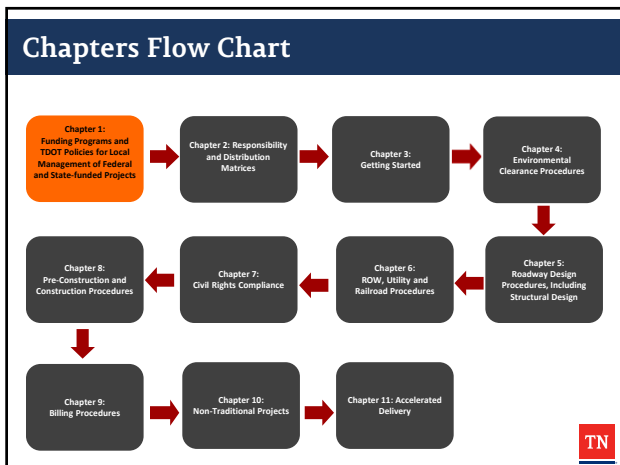 Chapters Flow Chart
Chapter 1:
Funding Programs and
TDOT Policies for Local
Management of Federal
and State-funded Projects
Chapter 2: Responsibility
and Distribution
Matrices
Chapter 3:
Getting Started
Chapter 4:
Environmental
Clearance Procedures
Chapter 8:
Pre-Construction and
Construction Procedures
Chapter 7:
Civil Rights Compliance
Chapter 6:
ROW, Utility and
Railroad Procedures
Chapter 5:
Roadway Design
Procedures, Including
Structural Design
Chapter 9:
Billing Procedures
Chapter 10:
Non-Traditional Projects
Chapter 11: Accelerated
Delivery
TN